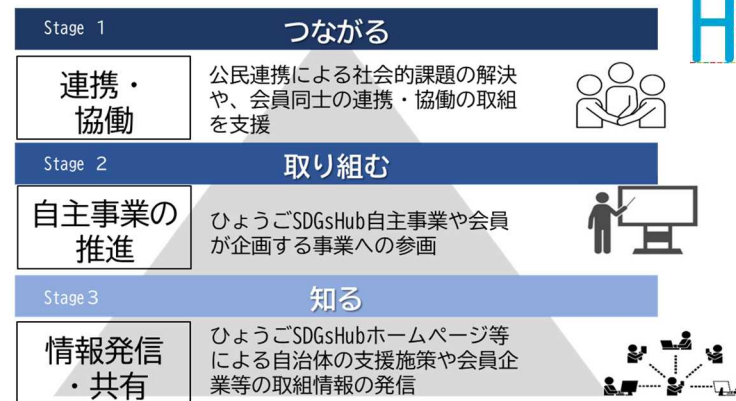 Stage 1 つながる
連携・
協働
公民連携による社会的課題の解決
や、会員同士の連携・協働の取組
を支援
Stage 2 取り組む
自主事業の
推進
ひょうごSDGsHub自主事業や会員
が企画する事業への参画
Stage3 知る
情報発信
・共有
ひょうごSDGsHubホームページ等
による自治体の支援施策や会員企
業等の取組情報の発信
H